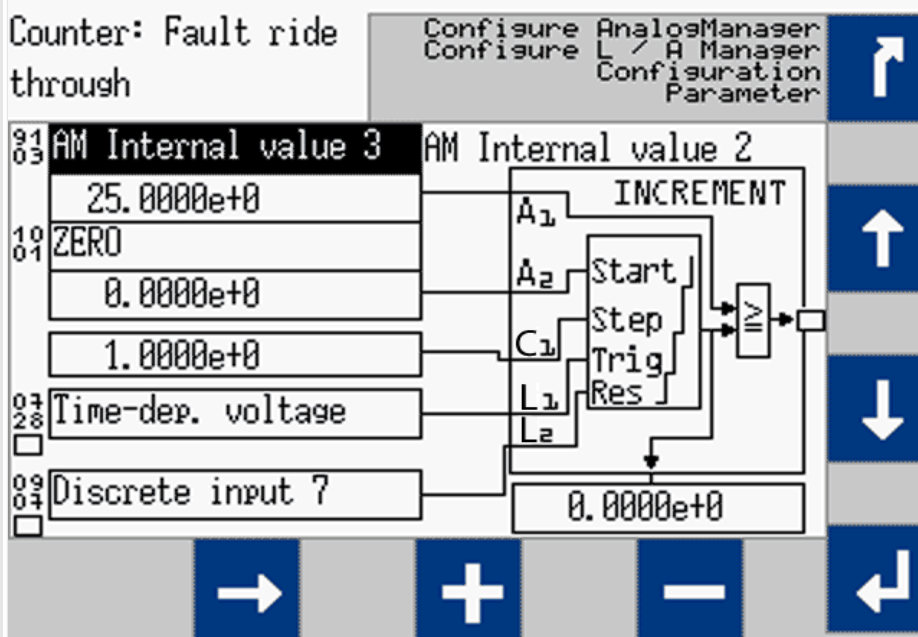 Counter: Fault ride
through
Configure AnalogManager
Configure L / A Manager
Configuration
Parameter
91
03
AM Internal value 3
AM Internal value 2
25.0000e+0
INCREMENT
A1
10
01
ZERO
0.0000e+0
A2
Start
Step
≧
1.0000e+0
C1
Trig
Res
07
28
Time-dep. voltage
L1
L2
09
07
Discrete input 7
0.0000e+0